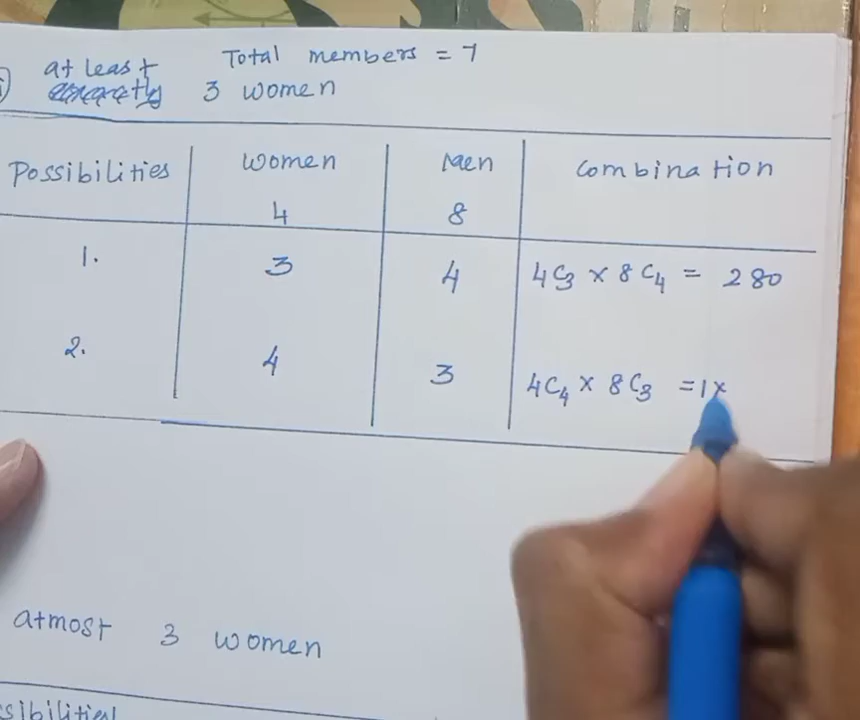 Total members = 7
at least
3 women
Possibilities Women Men Combination
4 8
1. 3 4 4C3 × 8C4 = 280
2. 4 3 4C4 × 8C3 = 1×
atmost 3 women
ssibilities